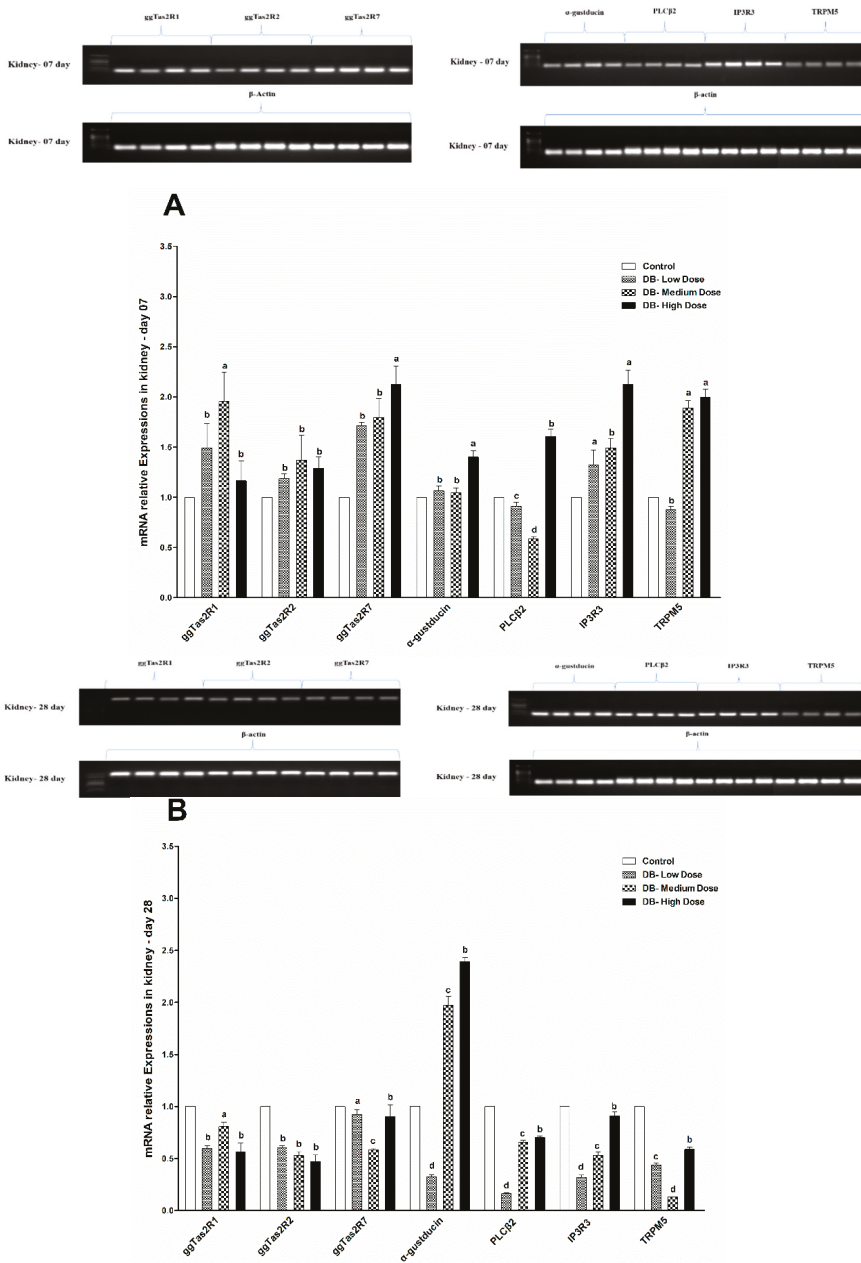 ggTas2R1 ggTas2R2 ggTas2R7
Kidney- 07 day
β-Actin
Kidney- 07 day
α-gustducin PLCβ2 IP3R3 TRPM5
Kidney - 07 day
β-actin
Kidney - 07 day
A
mRNA relative Expressions in kidney - day 07
3.5
3.0
2.5
2.0
1.5
1.0
0.5
0.0
Control
DB- Low Dose
DB- Medium Dose
DB- High Dose
b a b
b b b
b b a
b b a
c d b
a b a
b a a
ggTas2R1 ggTas2R2 ggTas2R7 α-gustducin PLCβ2 IP3R3 TRPM5
ggTas2R1 ggTas2R2 ggTas2R7
Kidney- 28 day
β-actin
Kidney- 28 day
α-gustducin PLCβ2 IP3R3 TRPM5
Kidney - 28 day
β-actin
Kidney - 28 day
B
mRNA relative Expressions in kidney - day 28
3.5
3.0
2.5
2.0
1.5
1.0
0.5
0.0
Control
DB- Low Dose
DB- Medium Dose
DB- High Dose
b a b
b b b
a c b
d c b
d c b
d c b
c d b
ggTas2R1 ggTas2R2 ggTas2R7 α-gustducin PLCβ2 IP3R3 TRPM5